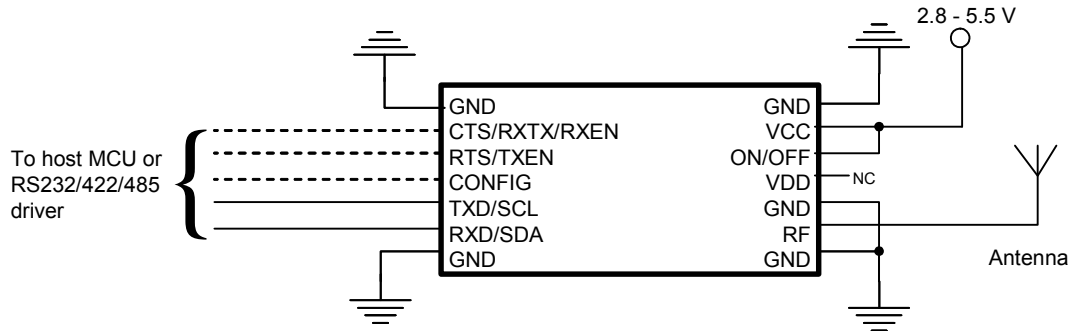 2.8 - 5.5 V
GND
CTS/RXTX/RXEN
RTS/TXEN
CONFIG
TXD/SCL
RXD/SDA
GND
GND
VCC
ON/OFF
VDD
GND
RF
GND
NC
To host MCU or
RS232/422/485
driver
Antenna